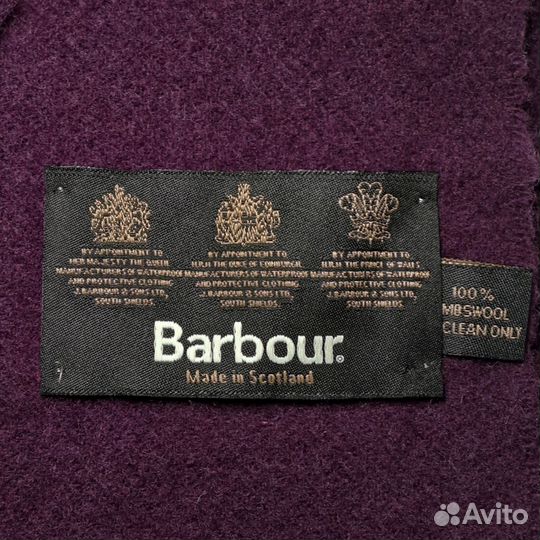 BY APPOINTMENT TO
HER MAJESTY THE QUEEN
MANUFACTURERS OF WATERPROOF
AND PROTECTIVE CLOTHING
J. BARBOUR & SONS LTD,
SOUTH SHIELDS.
BY APPOINTMENT TO
H.R.H. THE DUKE OF EDINBURGH
MANUFACTURERS OF WATERPROOF
AND PROTECTIVE CLOTHING
J. BARBOUR & SONS LTD,
SOUTH SHIELDS.
BY APPOINTMENT TO
H.R.H. THE PRINCE OF WALES
MANUFACTURERS OF WATERPROOF
AND PROTECTIVE CLOTHING
J. BARBOUR & SONS LTD,
SOUTH SHIELDS.
Barbour.
Made in Scotland
100%
MBSWOOL
CLEAN ONLY
Avito